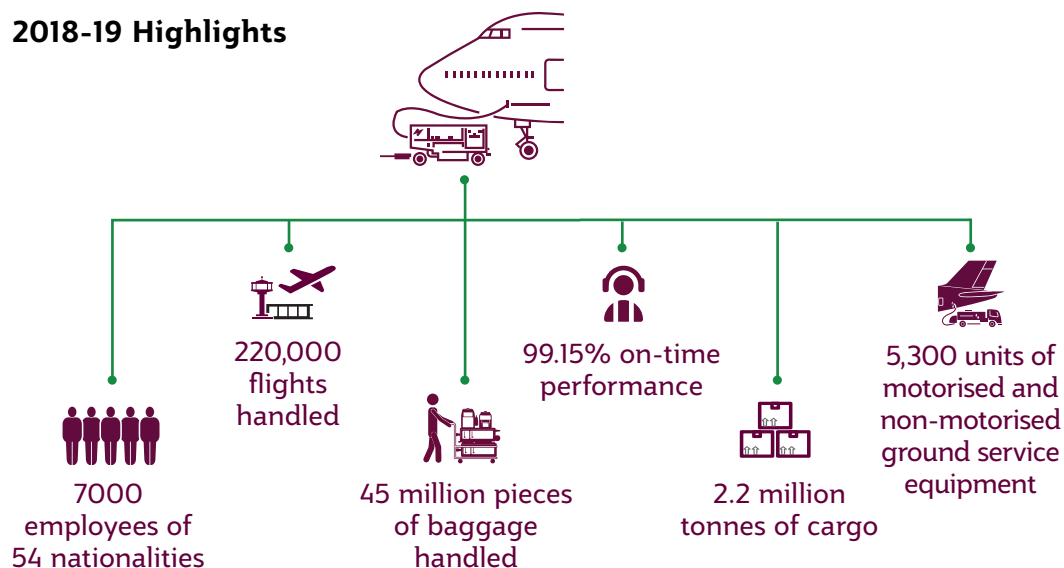 2018-19 Highlights
220,000
flights
handled
99.15% on-time
performance
5,300 units of
motorised and
non-motorised
ground service
equipment
7000
employees of
54 nationalities
45 million pieces
of baggage
handled
2.2 million
tonnes of cargo